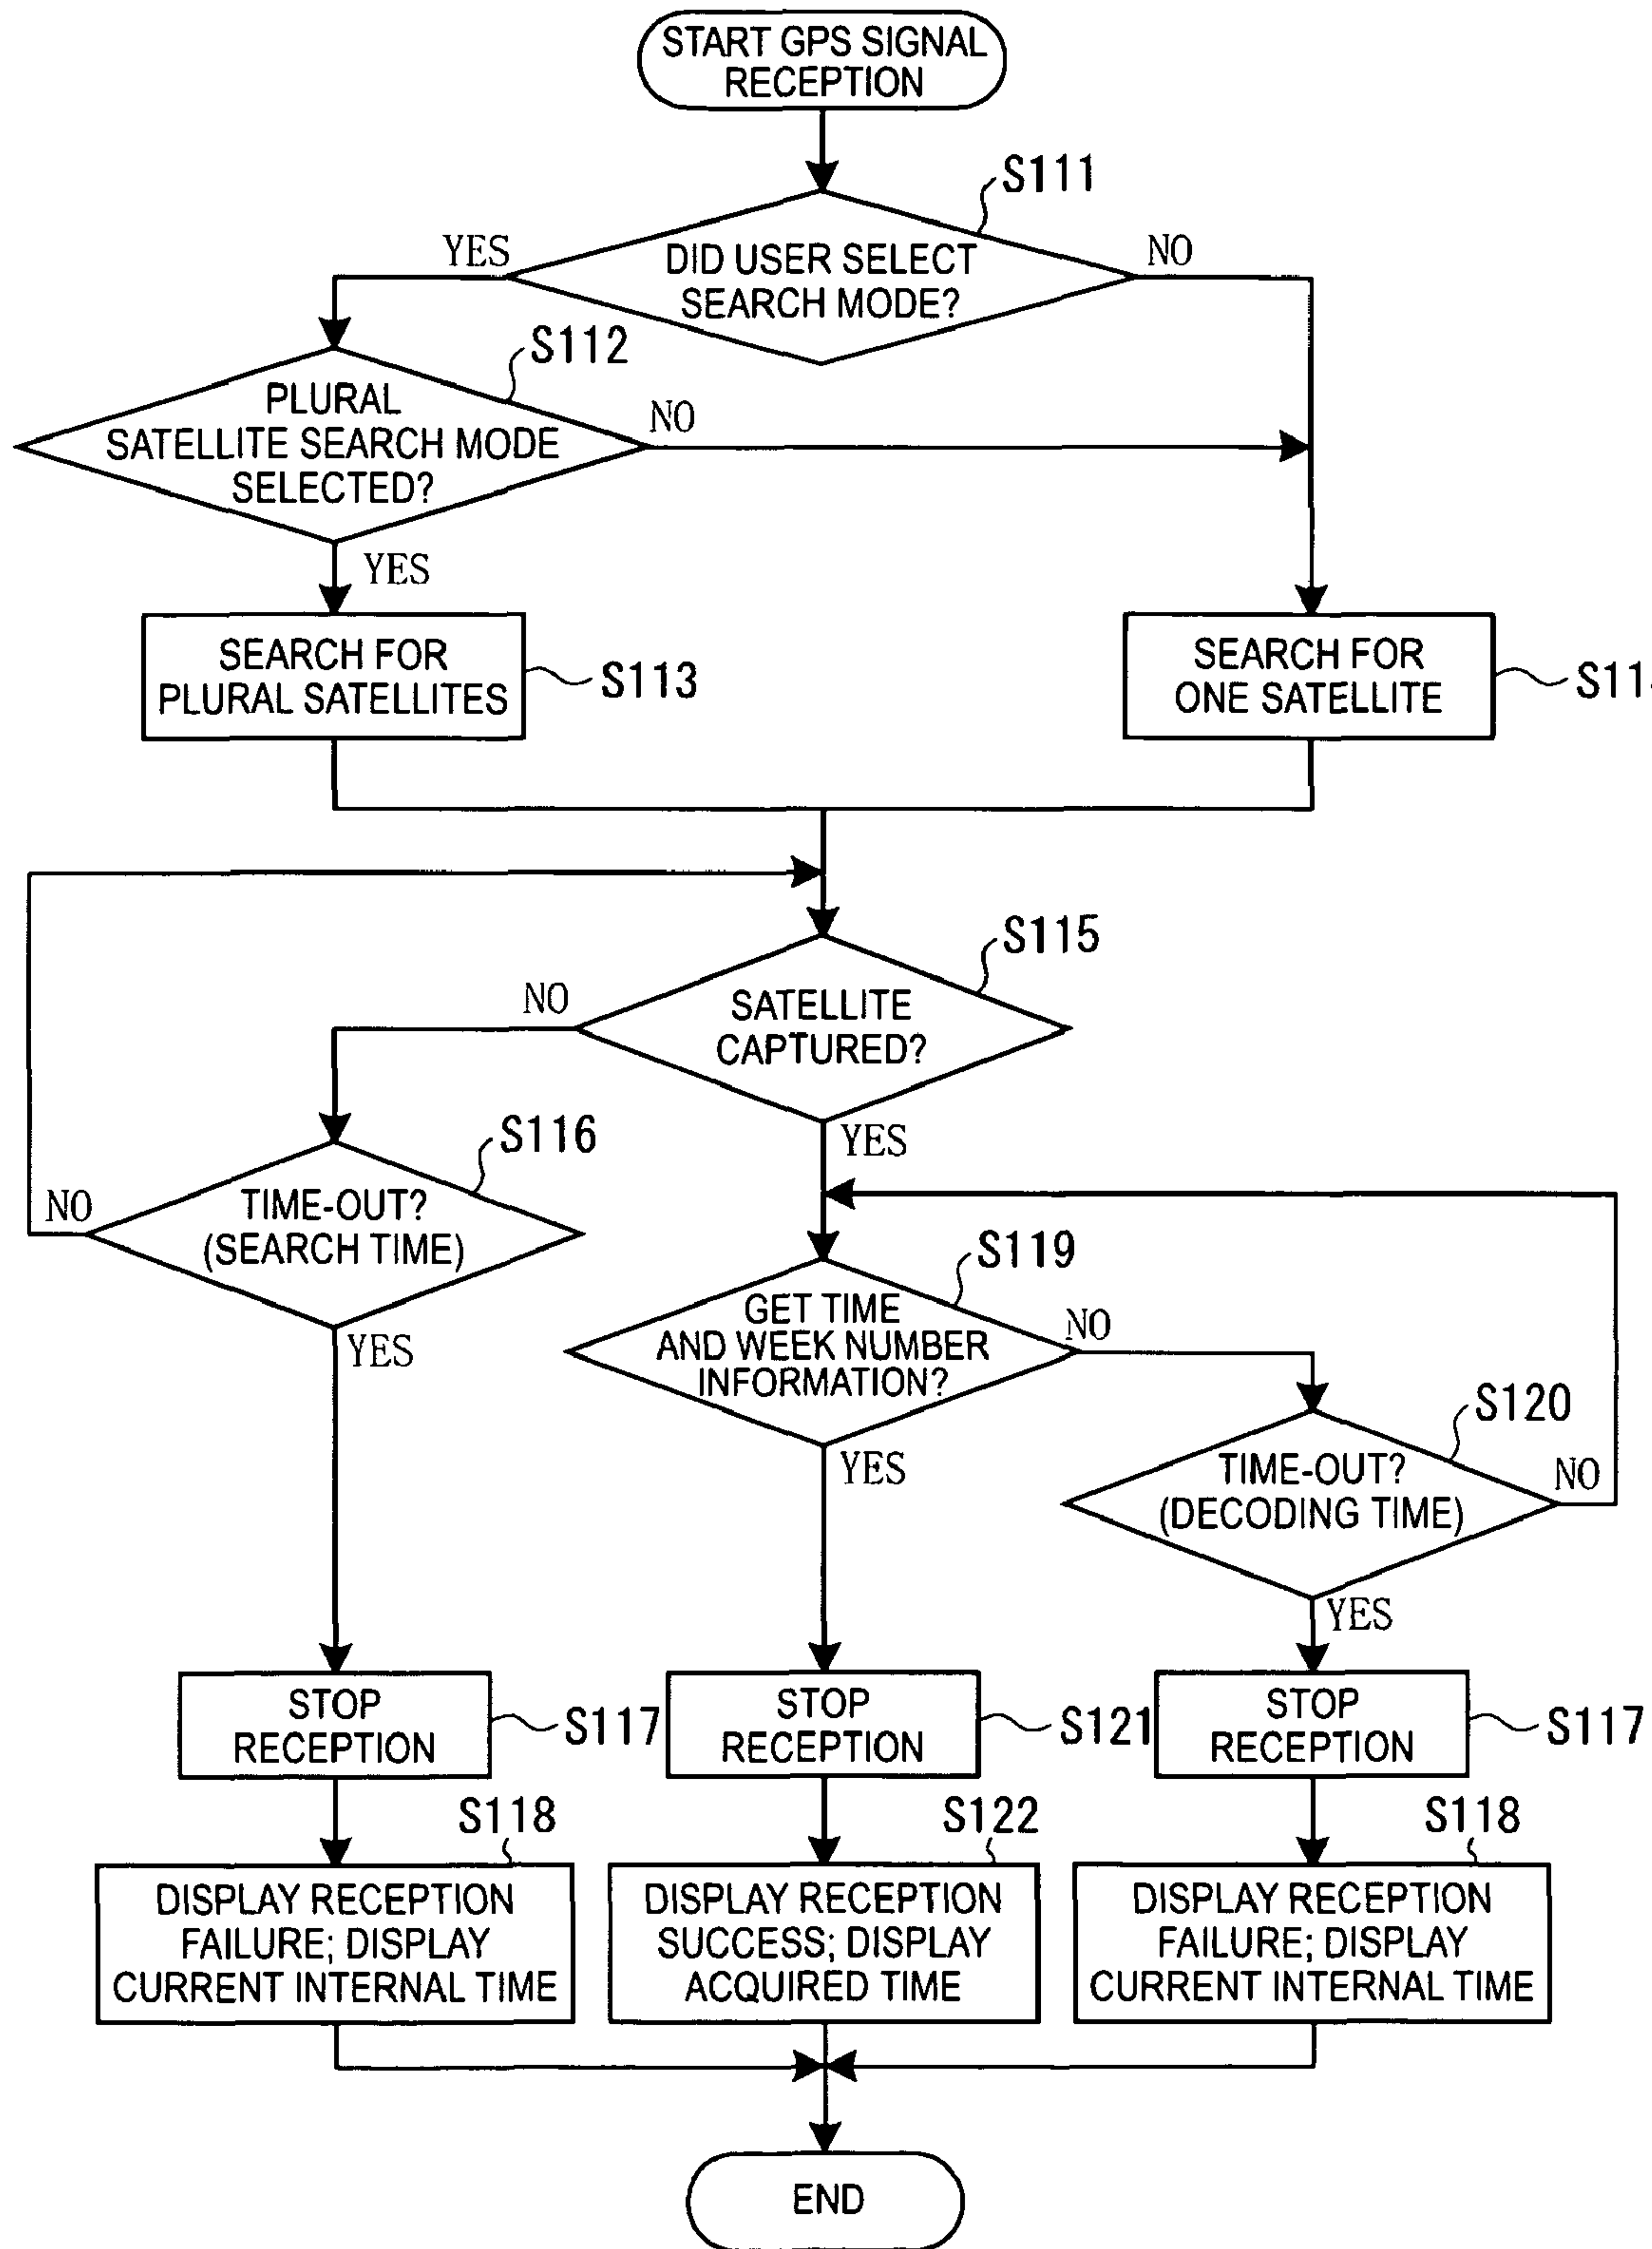 START GPS SIGNAL
RECEPTION
S111
YES
DID USER SELECT
SEARCH MODE?
NO
S112
PLURAL
SATELLITE SEARCH MODE
SELECTED?
NO
YES
SEARCH FOR
PLURAL SATELLITES
S113
SEARCH FOR
ONE SATELLITE
S115
SATELLITE
CAPTURED?
NO
YES
S116
TIME-OUT?
(SEARCH TIME)
NO
YES
S119
GET TIME
AND WEEK NUMBER
INFORMATION?
NO
YES
S120
TIME-OUT?
(DECODING TIME)
NO
YES
STOP
RECEPTION
S117
STOP
RECEPTION
S121
STOP
RECEPTION
S117
S118
DISPLAY RECEPTION
FAILURE; DISPLAY
CURRENT INTERNAL TIME
S122
DISPLAY RECEPTION
SUCCESS; DISPLAY
ACQUIRED TIME
S118
DISPLAY RECEPTION
FAILURE; DISPLAY
CURRENT INTERNAL TIME
END